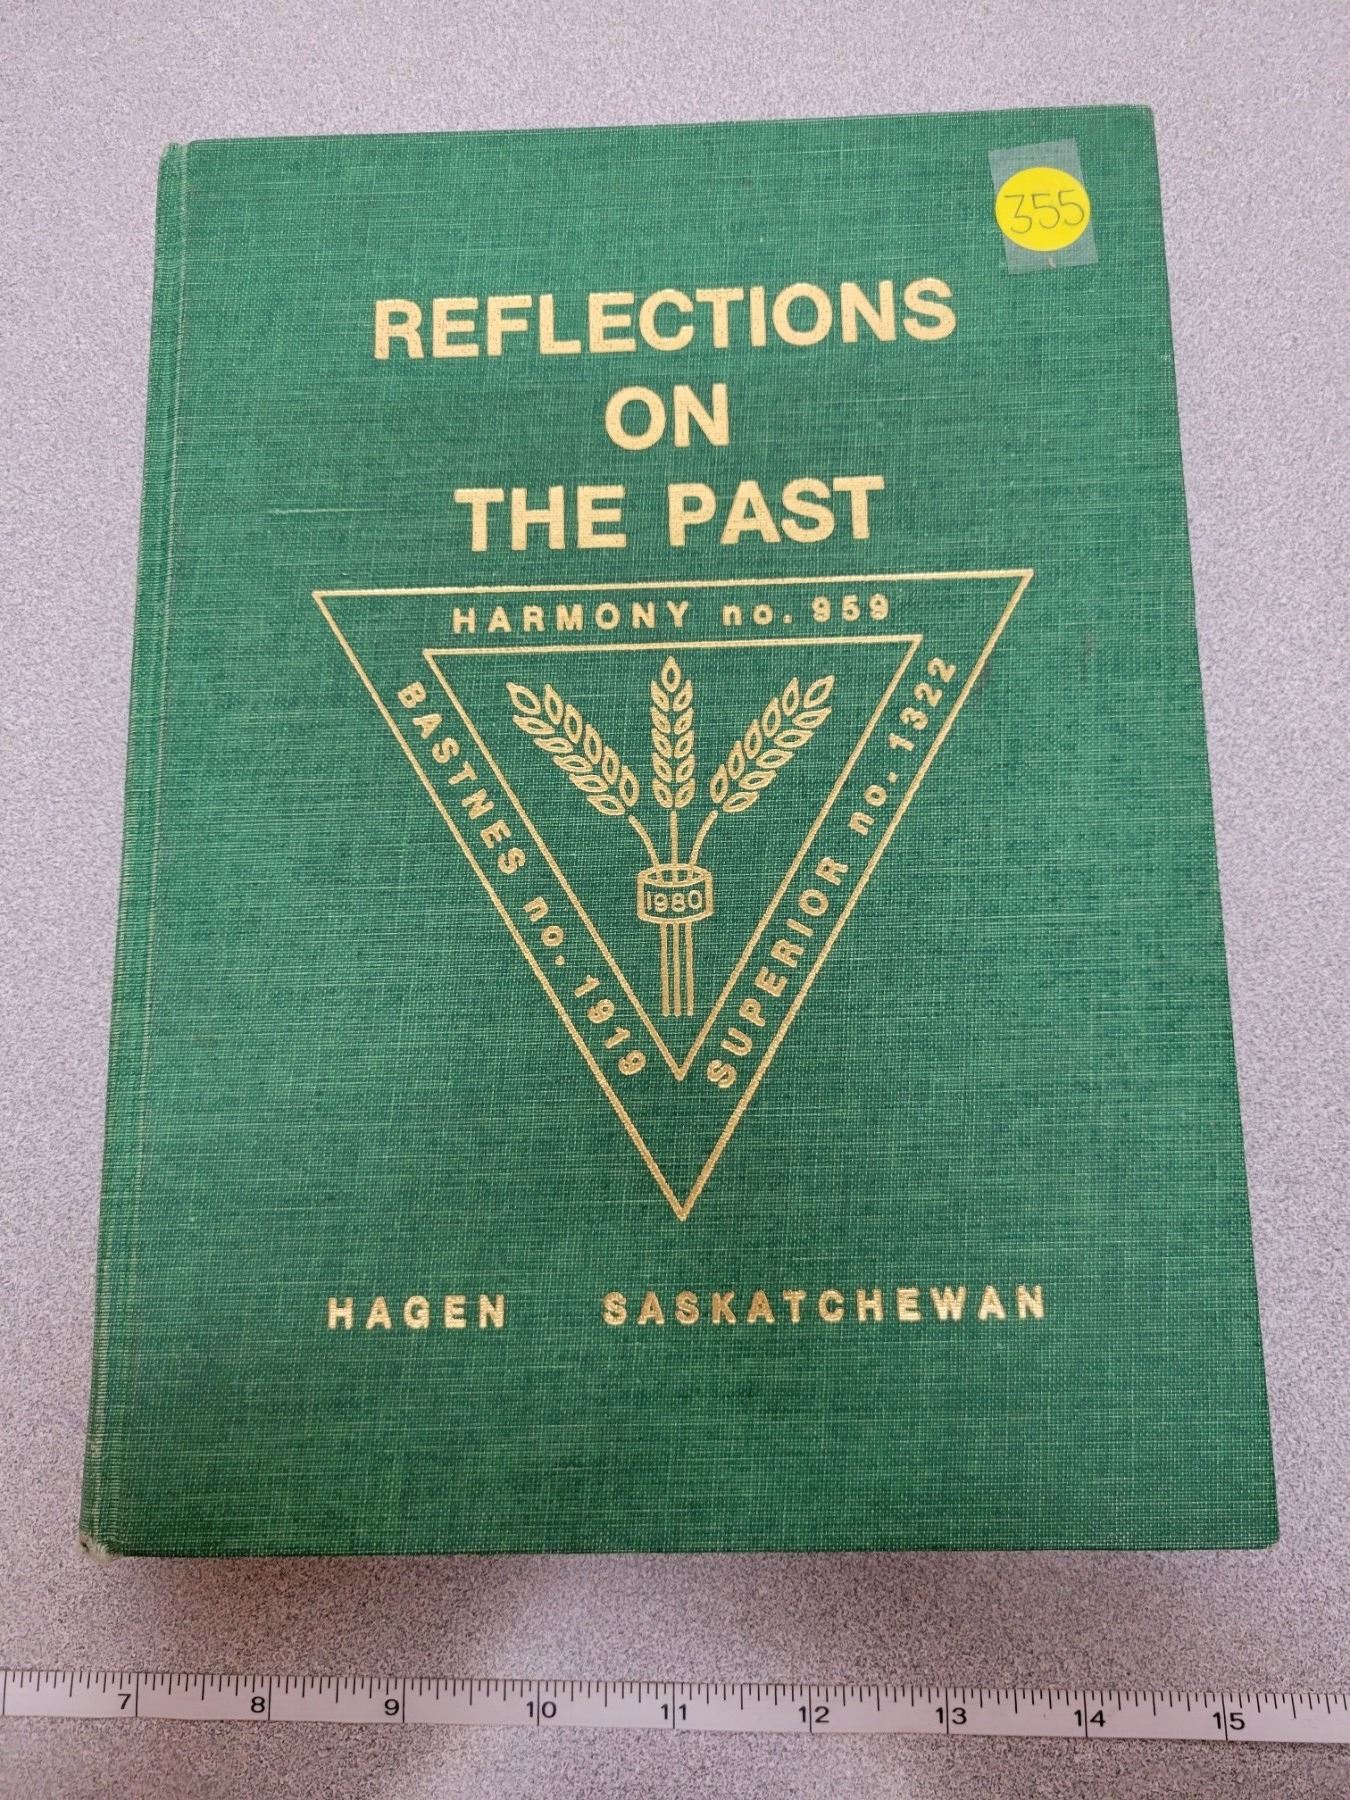 355
REFLECTIONS
ON
THE PAST
HARMONY no. 959
BASTNES no. 1919
SUPERIOR no. 1322
1980
HAGEN SASKATCHEWAN
7 8 9 10 11 12 13 14 15